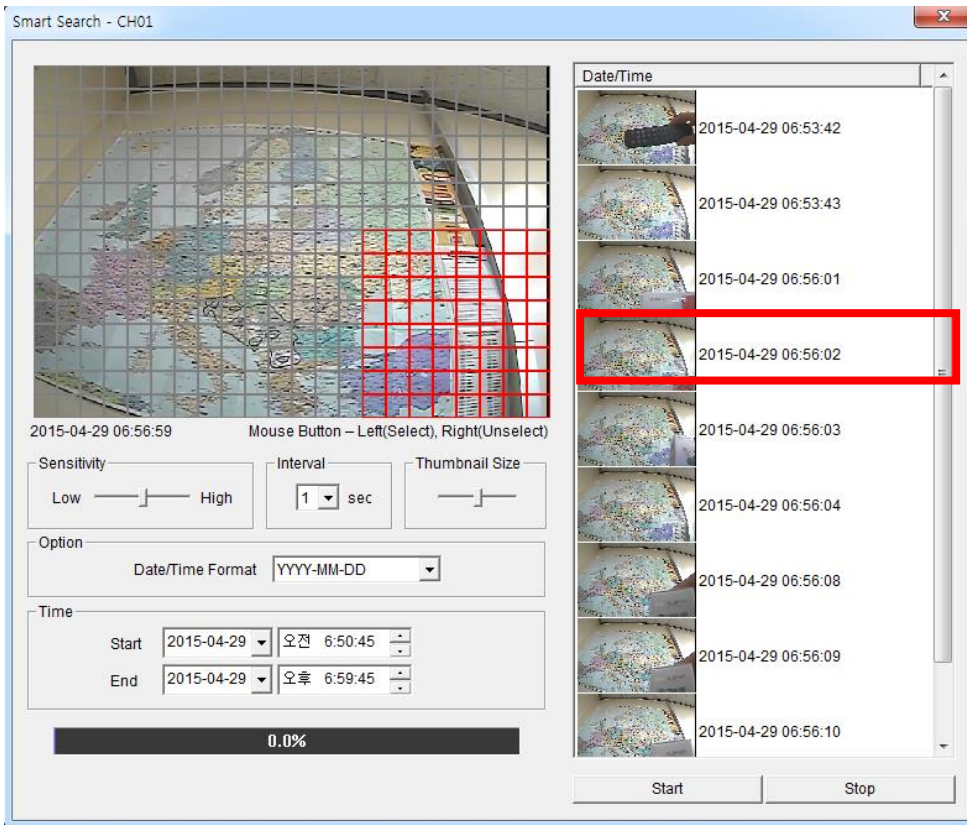 Smart Search - CH01
2015-04-29 06:56:59 Mouse Button – Left(Select), Right(Unselect)
Sensitivity
Low High
Interval
1 sec
Thumbnail Size
Option
Date/Time Format YYYY-MM-DD
Time
Start 2015-04-29 오전 6:50:45
End 2015-04-29 오후 6:59:45
0.0%
Date/Time
2015-04-29 06:53:42
2015-04-29 06:53:43
2015-04-29 06:56:01
2015-04-29 06:56:02
2015-04-29 06:56:03
2015-04-29 06:56:04
2015-04-29 06:56:08
2015-04-29 06:56:09
2015-04-29 06:56:10
Start Stop